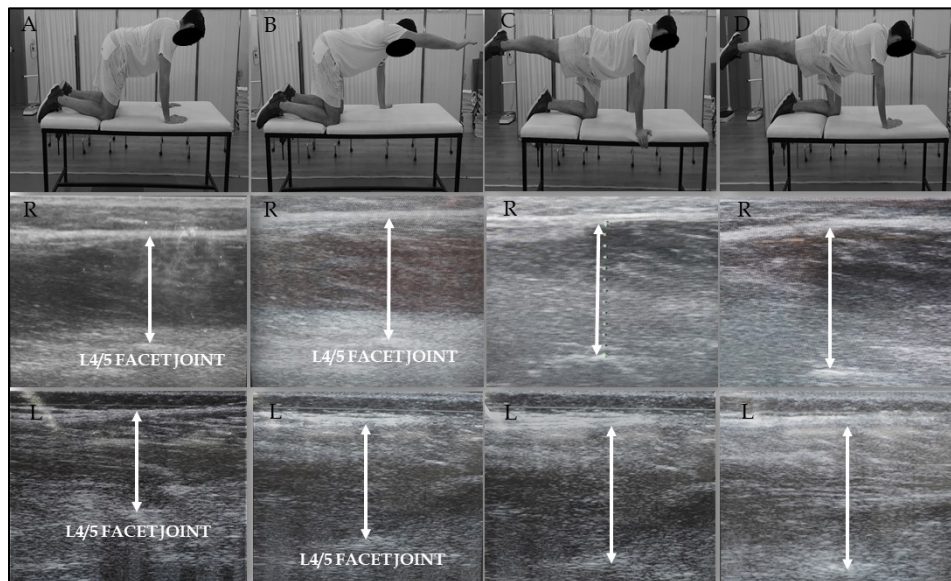 A B C D
R R R R
L4/5 FACET JOINT L4/5 FACET JOINT
L L L L
L4/5 FACET JOINT L4/5 FACET JOINT